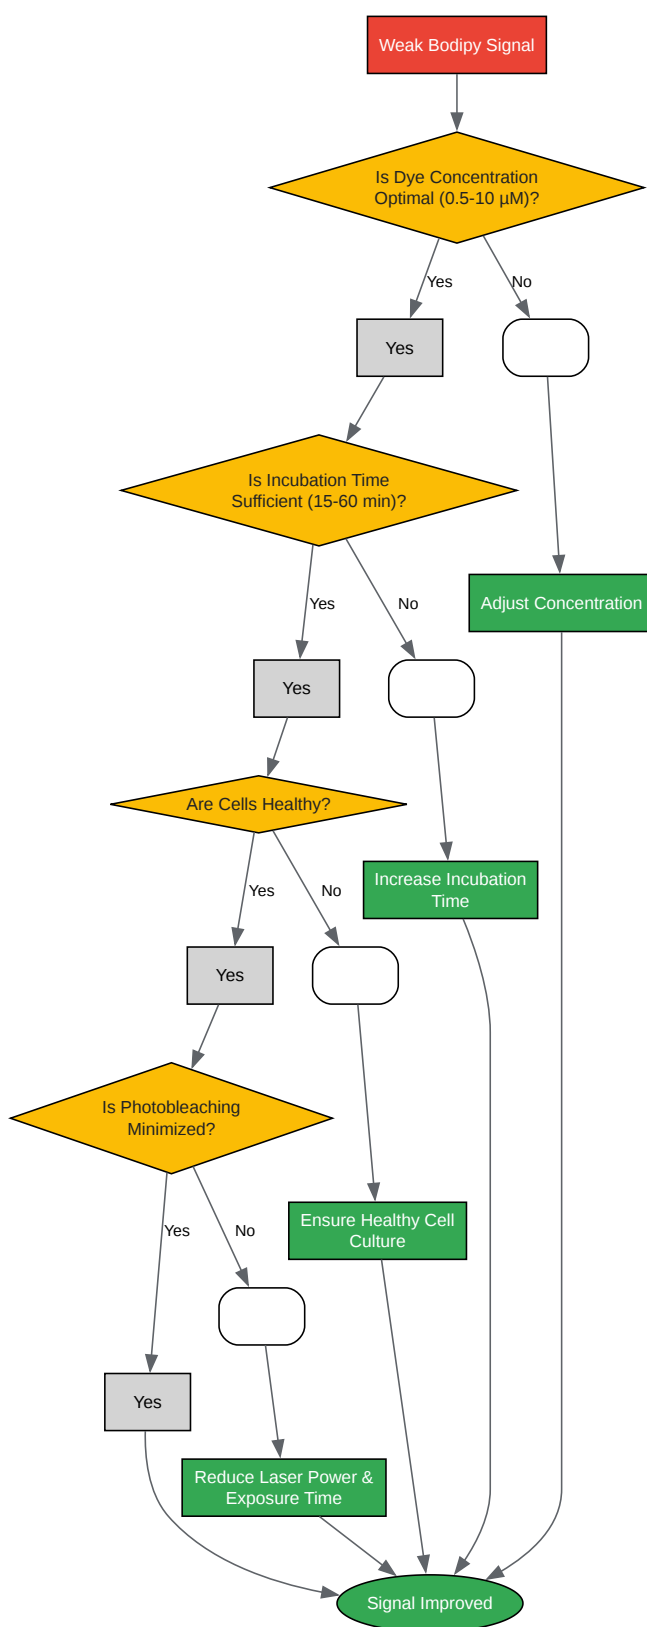 Weak Bodipy Signal
Is Dye Concentration
Optimal (0.5-10 µM)?
Yes
No
Yes
Is Incubation Time
Sufficient (15-60 min)?
Adjust Concentration
Yes
No
Yes
Are Cells Healthy?
Increase Incubation
Time
Yes
No
Yes
Is Photobleaching
Minimized?
Ensure Healthy Cell
Culture
Yes
No
Yes
Reduce Laser Power &
Exposure Time
Signal Improved